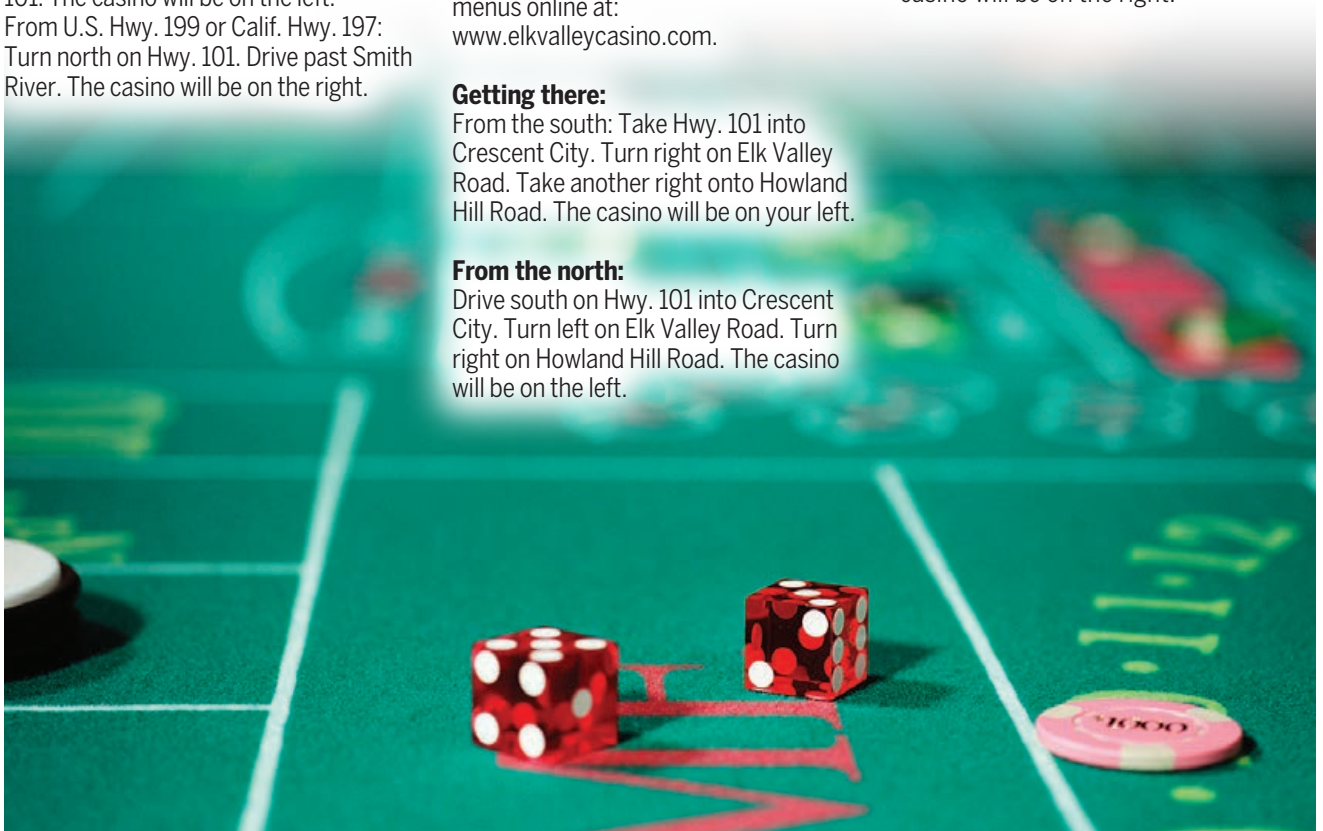 101. The casino will be on the left.
From U.S. Hwy. 199 or Calif. Hwy. 197:
Turn north on Hwy. 101. Drive past Smith
River. The casino will be on the right.
menus online at:
www.elkvalleycasino.com.
Getting there:
From the south: Take Hwy. 101 into
Crescent City. Turn right on Elk Valley
Road. Take another right onto Howland
Hill Road. The casino will be on your left.
From the north:
Drive south on Hwy. 101 into Crescent
City. Turn left on Elk Valley Road. Turn
right on Howland Hill Road. The casino
will be on the left.
casino will be on the right.
11·12
1000